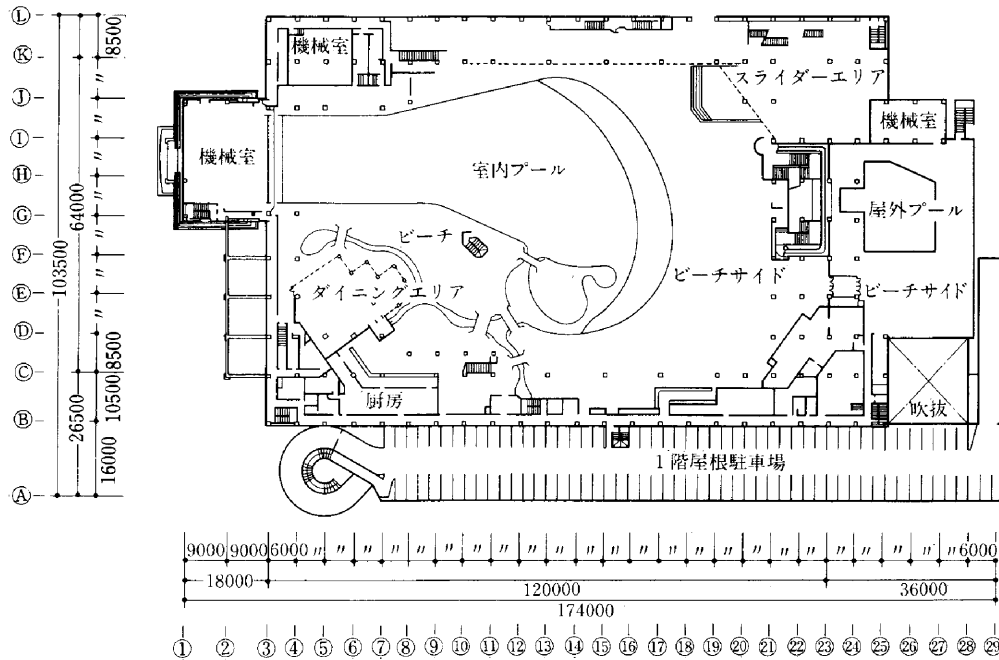 Ⓛ
Ⓚ
Ⓙ
Ⓘ
Ⓗ
Ⓖ
Ⓕ
Ⓔ
Ⓓ
Ⓒ
Ⓑ
Ⓐ
103500
64000
26500
8500
〃
〃
〃
〃
〃
〃
〃
8500
10500
16000
機械室
スライダーエリア
機械室
機械室
室内プール
屋外プール
ビーチ
ビーチサイド
ビーチサイド
ダイニングエリア
厨房
吹抜
1階屋根駐車場
9000 9000 6000 〃 〃 〃 〃 〃 〃 〃 〃 〃 〃 〃 〃 〃 〃 〃 〃 〃 〃 〃 〃 〃 〃 〃 〃 6000
18000 120000 36000
174000
① ② ③ ④ ⑤ ⑥ ⑦ ⑧ ⑨ ⑩ ⑪ ⑫ ⑬ ⑭ ⑮ ⑯ ⑰ ⑱ ⑲ ⑳ ㉑ ㉒ ㉓ ㉔ ㉕ ㉖ ㉗ ㉘ ㉙